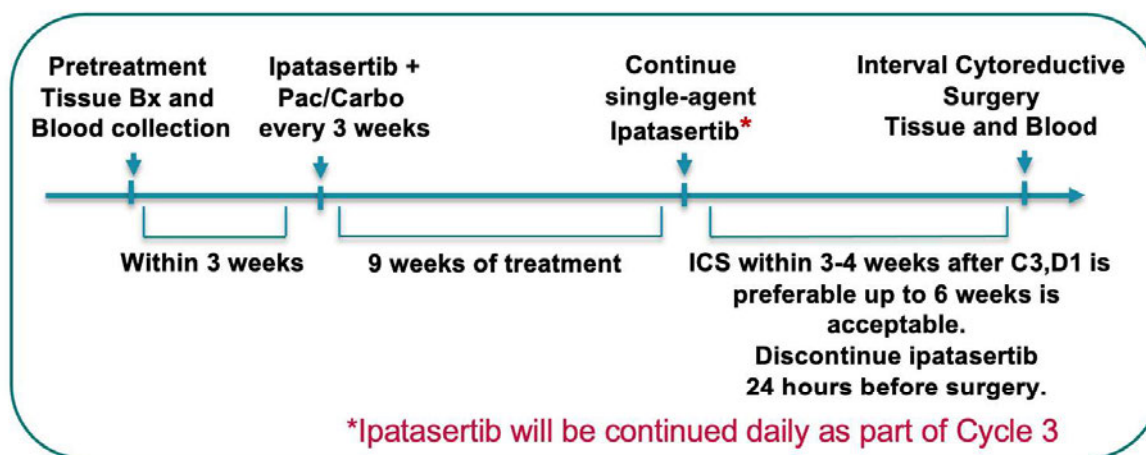 Pretreatment
Tissue Bx and
Blood collection
Ipatasertib +
Pac/Carbo
every 3 weeks
Continue
single-agent
Ipatasertib*
Interval Cytoreductive
Surgery
Tissue and Blood
Within 3 weeks
9 weeks of treatment
ICS within 3-4 weeks after C3,D1 is
preferable up to 6 weeks is
acceptable.
Discontinue ipatasertib
24 hours before surgery.
*Ipatasertib will be continued daily as part of Cycle 3